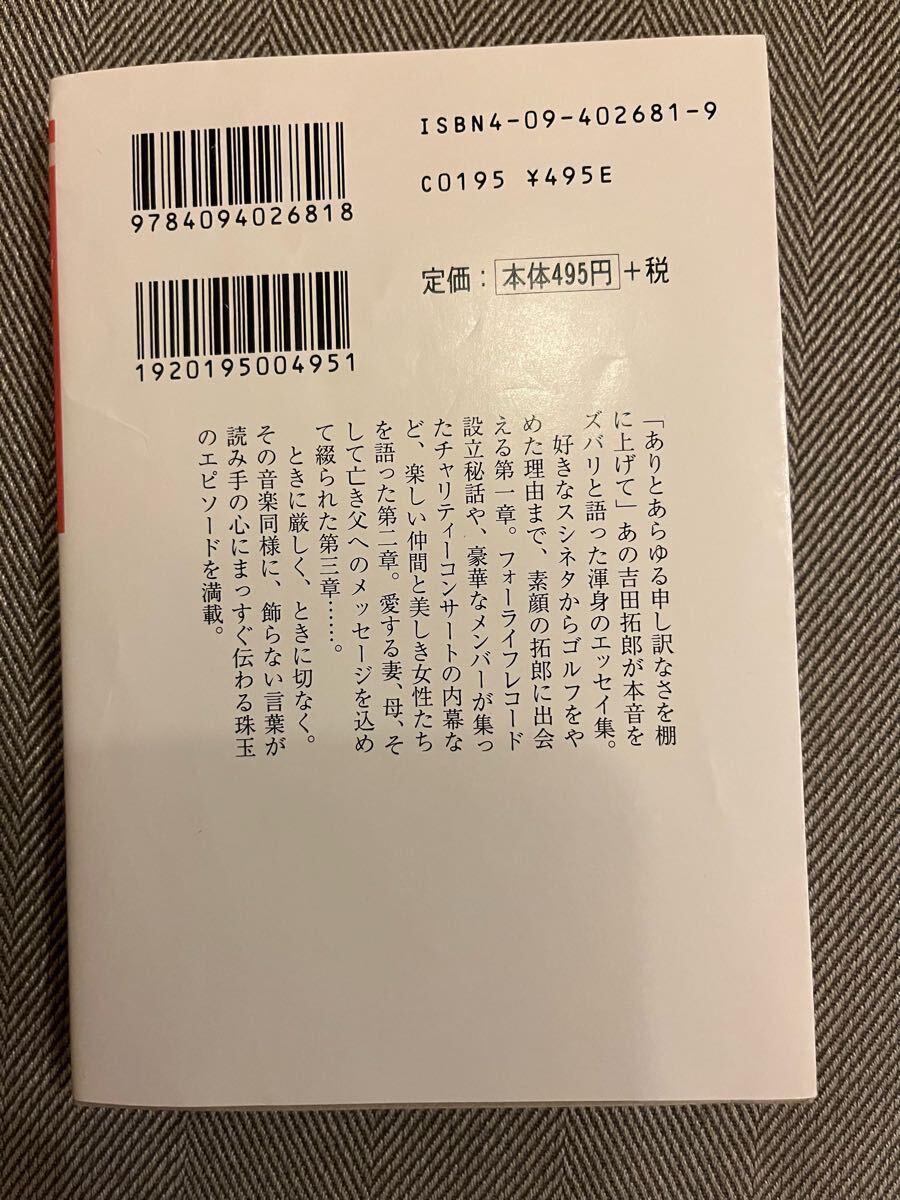 ISBN4-09-402681-9
C0195 ¥495E
9784094026818
定価：本体495円+税
1920195004951
「ありとあらゆる申し訳なさを棚
に上げて」あの吉田拓郎が本音を
ズバリと語った渾身のエッセイ集。
好きなスシネタからゴルフをや
めた理由まで、素顔の拓郎に出会
える第一章。フォーライフレコード
設立秘話や、豪華なメンバーが集っ
たチャリティーコンサートの内幕な
ど、楽しい仲間と美しき女性たち
を語った第二章。愛する妻、母、そ
して亡き父へのメッセージを込め
て綴られた第三章……。
ときに厳しく、ときに切なく。
その音楽同様に、飾らない言葉が
読み手の心にまっすぐ伝わる珠玉
のエピソードを満載。